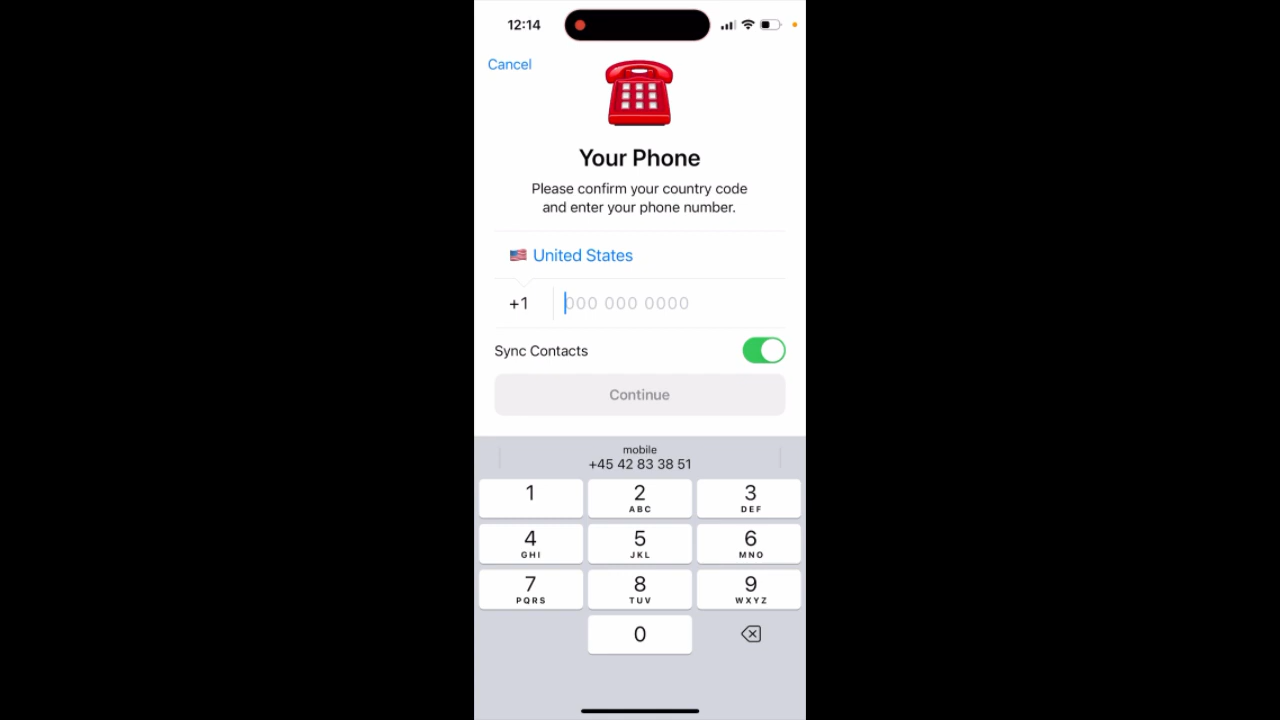 12:14
Cancel
Your Phone
Please confirm your country code
and enter your phone number.
United States
+1 000 000 0000
Sync Contacts
Continue
mobile
+45 42 83 38 51
1 2 3
ABC DEF
4 5 6
GHI JKL MNO
7 8 9
PQRS TUV WXYZ
0